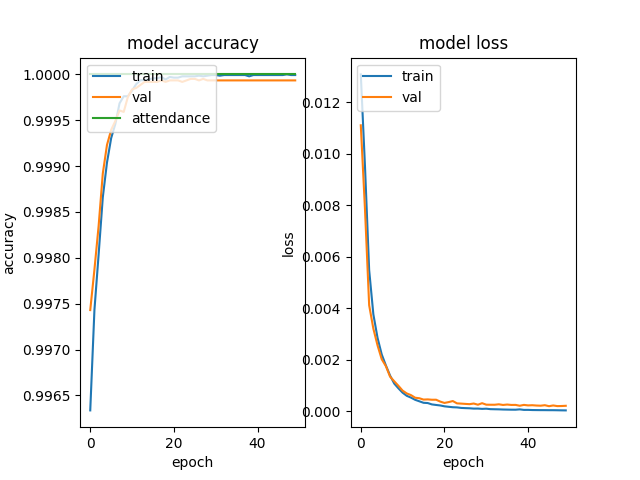 model accuracy
train
val
attendance
1.0000
0.9995
0.9990
0.9985
0.9980
0.9975
0.9970
0.9965
accuracy
0
20
40
epoch
model loss
train
val
0.012
0.010
0.008
0.006
0.004
0.002
0.000
loss
0
20
40
epoch